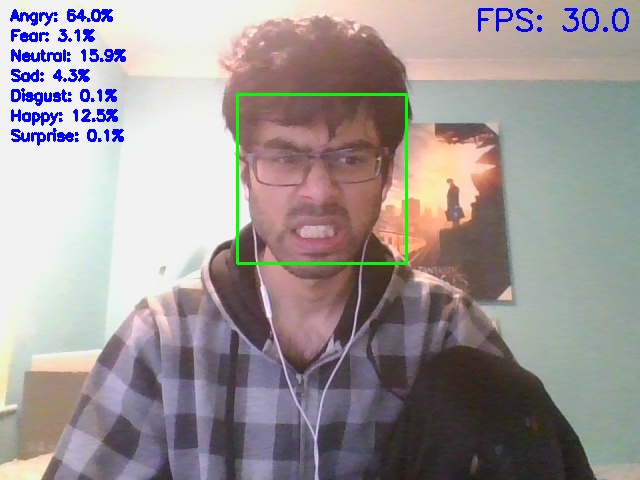 Angry: 64.0%
Fear: 3.1%
Neutral: 15.9%
Sad: 4.3%
Disgust: 0.1%
Happy: 12.5%
Surprise: 0.1%
FPS: 30.0